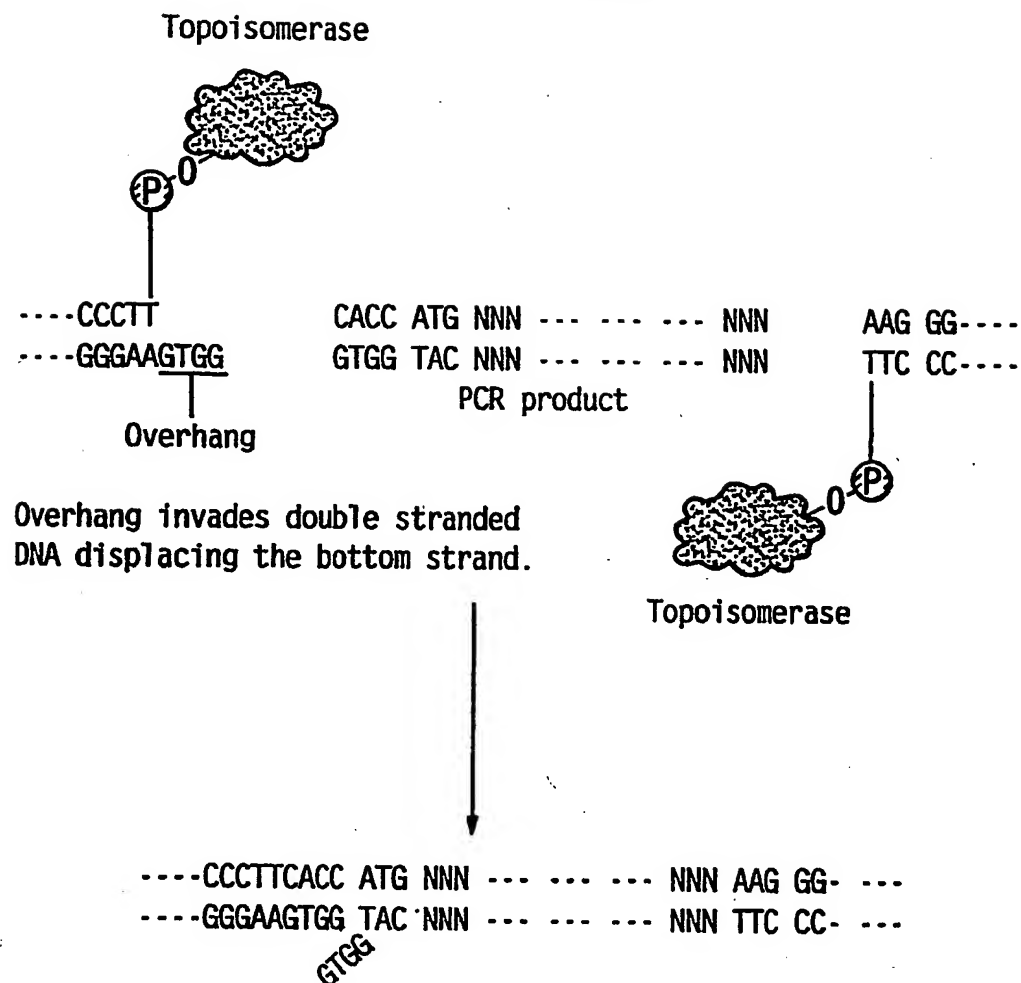 Topoisomerase
P-O
----CCCTT CACC ATG NNN --- --- --- NNN AAG GG----
----GGGAAGTGG GTGG TAC NNN --- --- --- NNN TTC CC----
PCR product
Overhang
O-P
Overhang invades double stranded
DNA displacing the bottom strand.
Topoisomerase
----CCCTTCACC ATG NNN --- --- --- NNN AAG GG- ---
----GGGAAGTGG TAC NNN --- --- --- NNN TTC CC- ---
GTGG